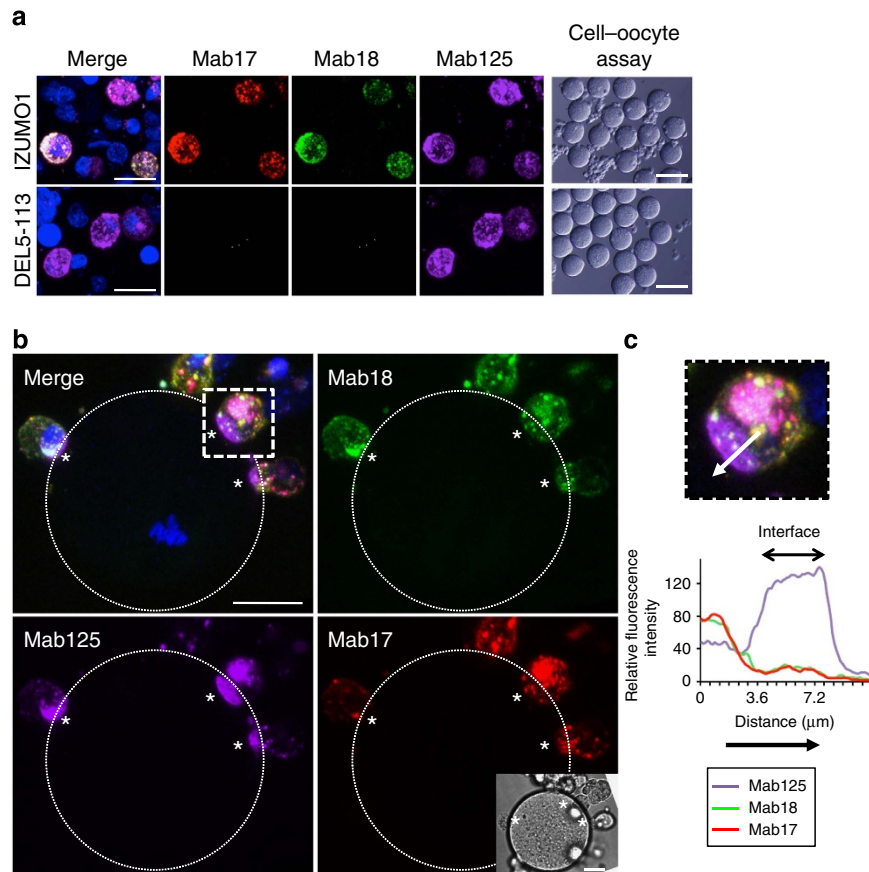 a
Merge
Mab17
Mab18
Mab125
Cell–oocyte
assay
IZUMO1
DEL5-113
b
Merge
*
*
*
Mab18
*
*
*
Mab125
*
*
*
Mab17
*
*
*
*
*
*
c
Interface
Relative fluorescence
intensity
120
80
40
0
0
3.6
7.2
Distance (μm)
Mab125
Mab18
Mab17